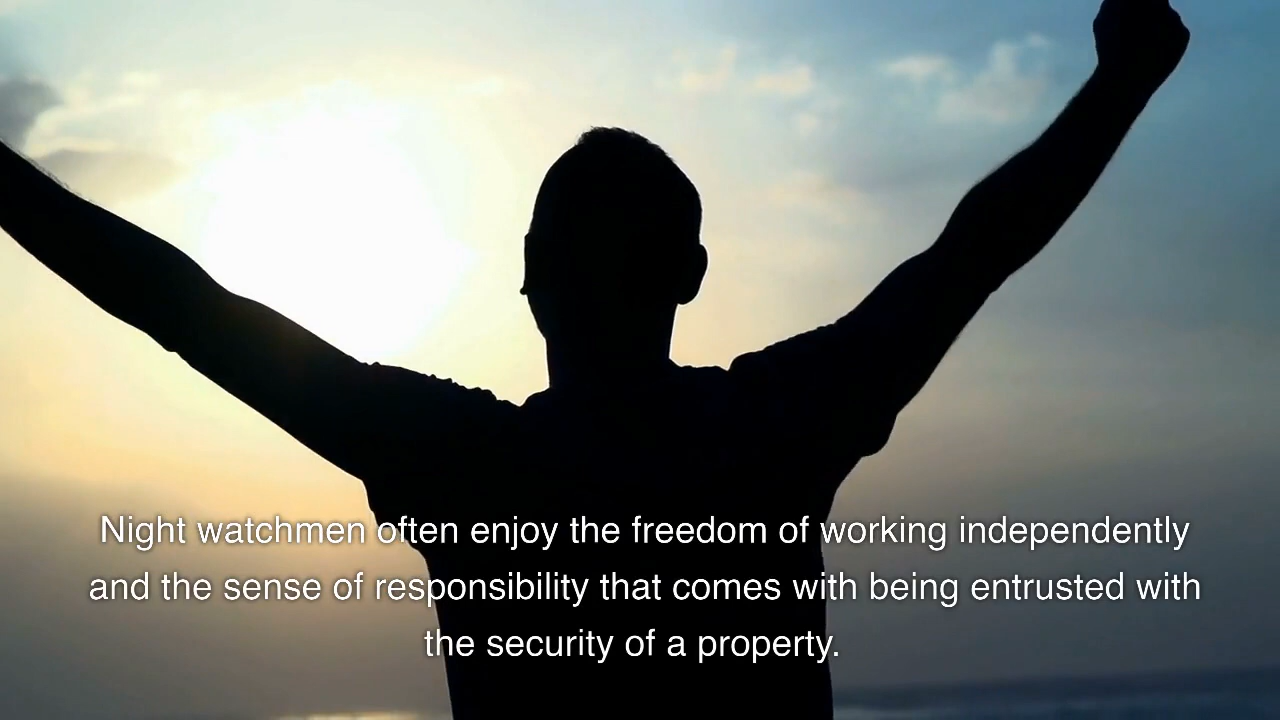 Night watchmen often enjoy the freedom of working independently
and the sense of responsibility that comes with being entrusted with
the security of a property.